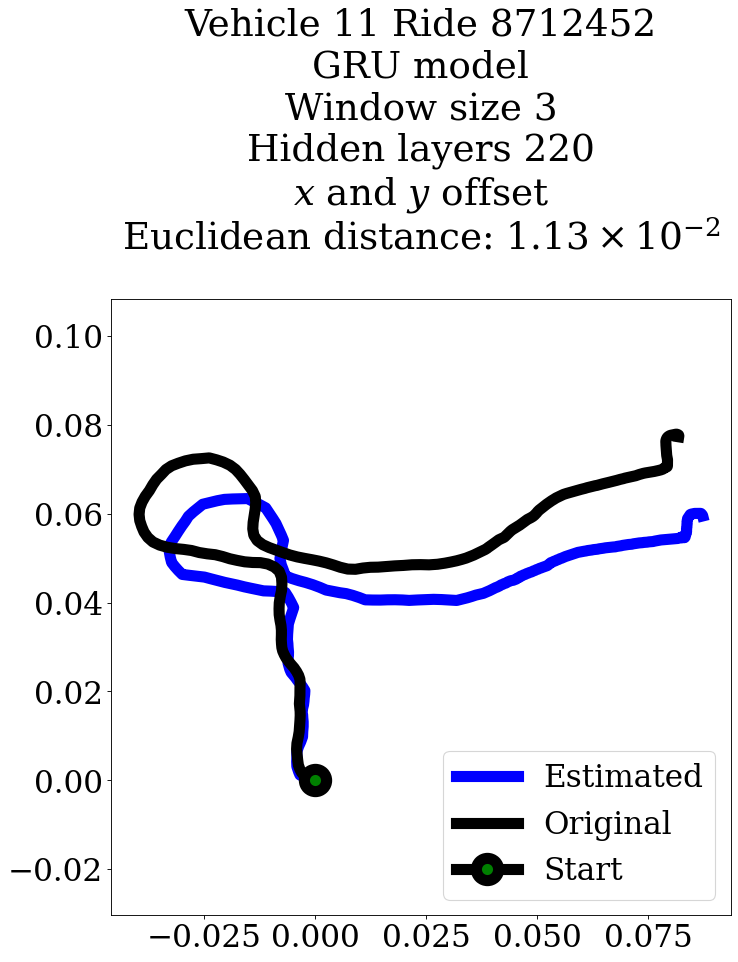 Vehicle 11 Ride 8712452
GRU model
Window size 3
Hidden layers 220
x and y offset
Euclidean distance: 1.13 × 10⁻²
0.10
0.08
0.06
0.04
0.02
0.00
−0.02
Estimated
Original
Start
−0.025 0.000 0.025 0.050 0.075